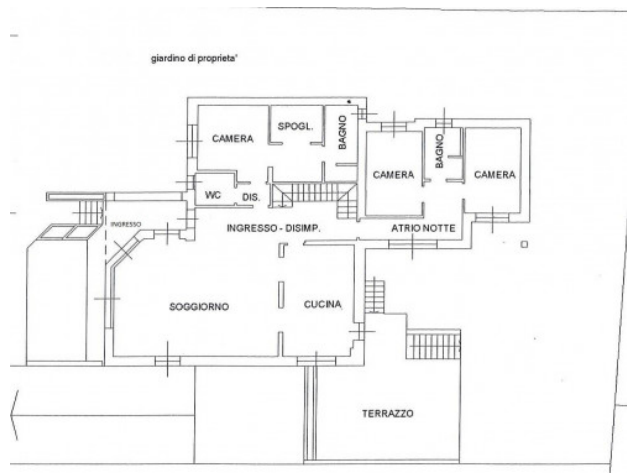 giardino di proprieta'
CAMERA
SPOGL.
BAGNO
BAGNO
CAMERA
CAMERA
WC
DIS.
INGRESSO
INGRESSO - DISIMP.
ATRIO NOTTE
SOGGIORNO
CUCINA
TERRAZZO